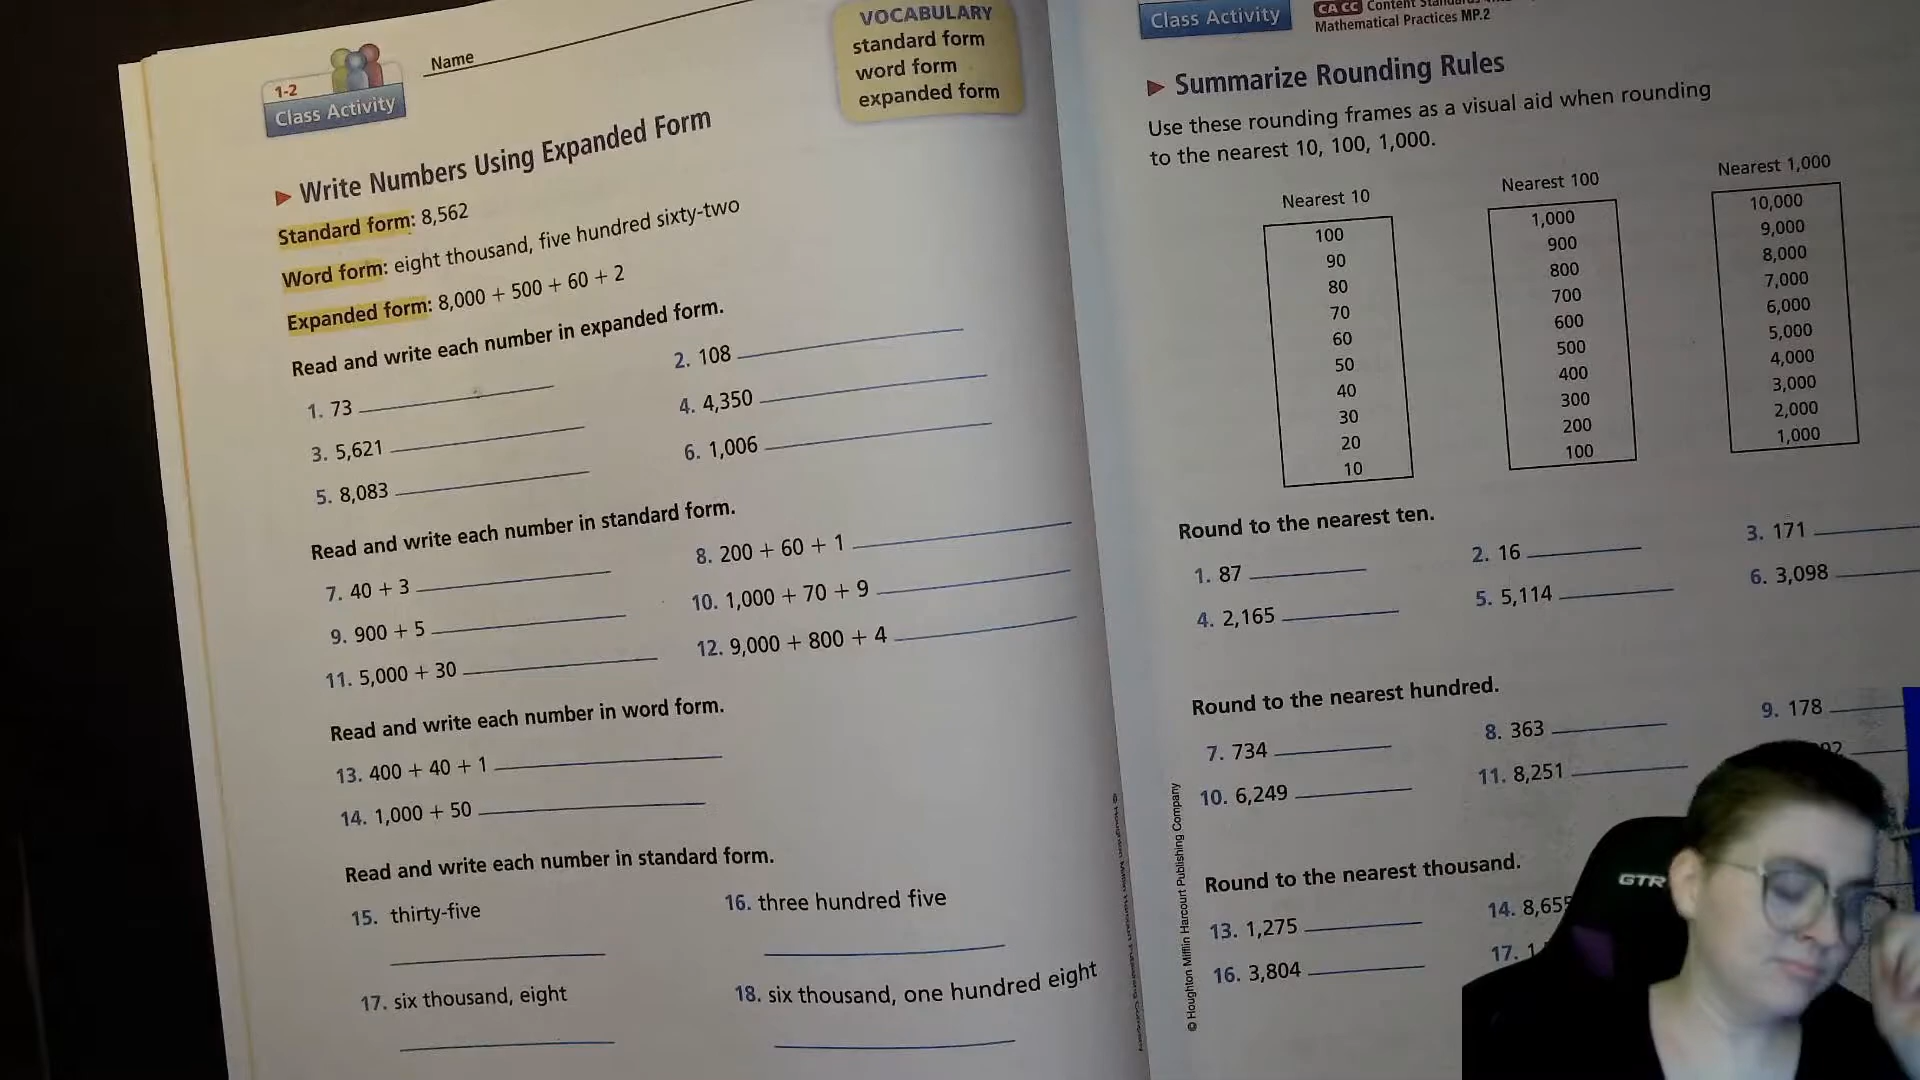 1-2
Class Activity
Name
VOCABULARY
standard form
word form
expanded form
Write Numbers Using Expanded Form
Standard form: 8,562
Word form: eight thousand, five hundred sixty-two
Expanded form: 8,000 + 500 + 60 + 2
Read and write each number in expanded form.
1. 73
2. 108
3. 5,621
4. 4,350
5. 8,083
6. 1,006
Read and write each number in standard form.
7. 40 + 3
8. 200 + 60 + 1
9. 900 + 5
10. 1,000 + 70 + 9
11. 5,000 + 30
12. 9,000 + 800 + 4
Read and write each number in word form.
13. 400 + 40 + 1
14. 1,000 + 50
Read and write each number in standard form.
15. thirty-five
16. three hundred five
17. six thousand, eight
18. six thousand, one hundred eight
Class Activity
CA CC Content
Mathematical Practices MP.2
Summarize Rounding Rules
Use these rounding frames as a visual aid when rounding
to the nearest 10, 100, 1,000.
Nearest 10
100
90
80
70
60
50
40
30
20
10
Nearest 100
1,000
900
800
700
600
500
400
300
200
100
Nearest 1,000
10,000
9,000
8,000
7,000
6,000
5,000
4,000
3,000
2,000
1,000
Round to the nearest ten.
1. 87
2. 16
3. 171
4. 2,165
5. 5,114
6. 3,098
Round to the nearest hundred.
7. 734
8. 363
9. 178
10. 6,249
11. 8,251
Round to the nearest thousand.
13. 1,275
14. 8,655
16. 3,804
17.
© Houghton Mifflin Harcourt Publishing Company
GTR